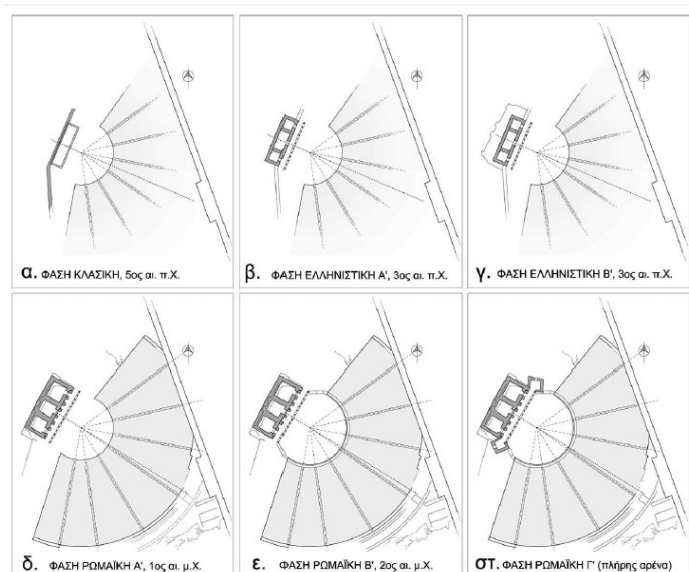 α. ΦΑΣΗ ΚΛΑΣΙΚΗ, 5ος αι. π.Χ.
β. ΦΑΣΗ ΕΛΛΗΝΙΣΤΙΚΗ Α', 3ος αι. π.Χ.
γ. ΦΑΣΗ ΕΛΛΗΝΙΣΤΙΚΗ Β', 3ος αι. π.Χ.
δ. ΦΑΣΗ ΡΩΜΑΪΚΗ Α', 1ος αι. μ.Χ.
ε. ΦΑΣΗ ΡΩΜΑΪΚΗ Β', 2ος αι. μ.Χ.
ΣΤ. ΦΑΣΗ ΡΩΜΑΪΚΗ Γ' (πλήρης αρένα)